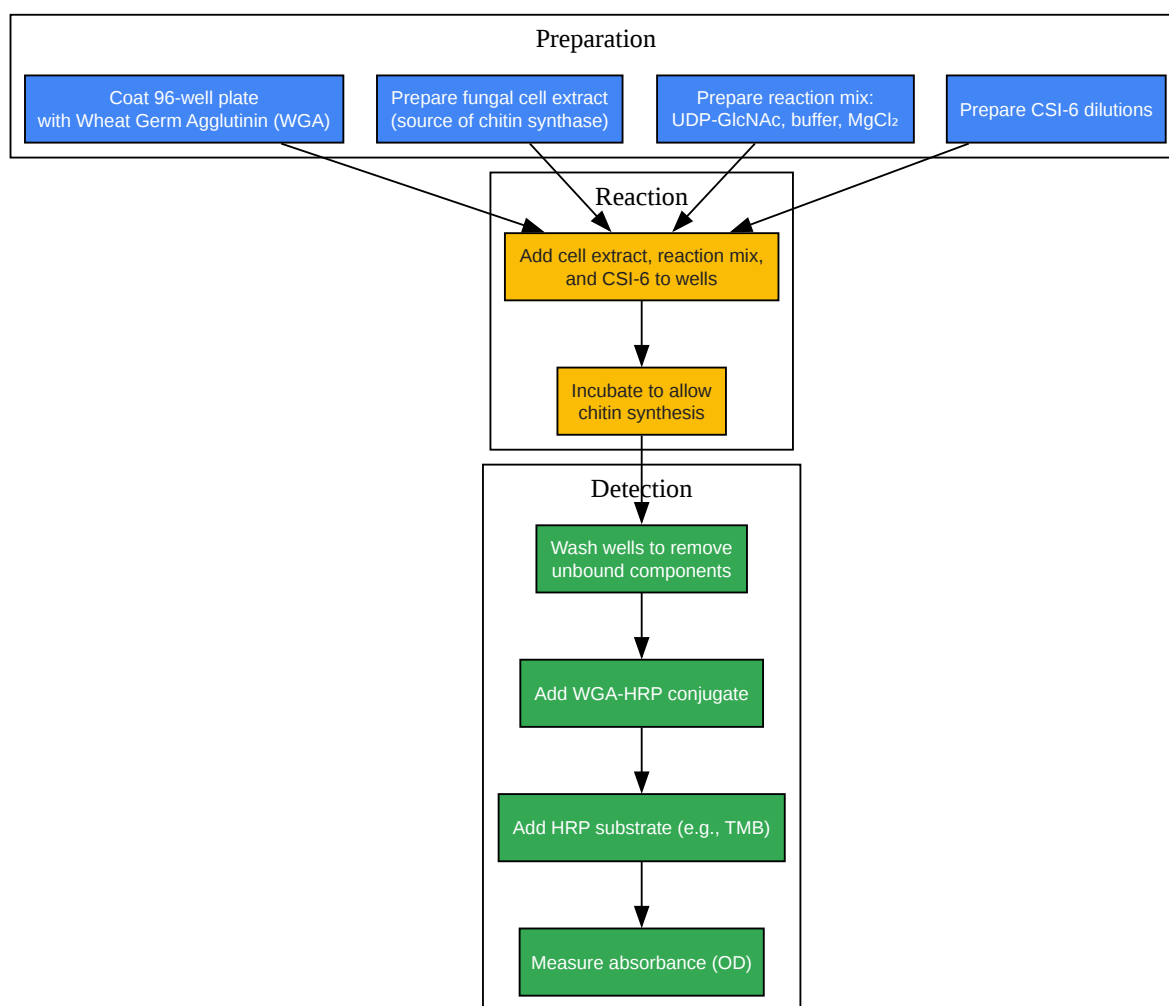 Preparation
Coat 96-well plate
with Wheat Germ Agglutinin (WGA)
Prepare fungal cell extract
(source of chitin synthase)
Prepare reaction mix:
UDP-GlcNAc, buffer, MgCl₂
Prepare CSI-6 dilutions
Reaction
Add cell extract, reaction mix,
and CSI-6 to wells
Incubate to allow
chitin synthesis
Detection
Wash wells to remove
unbound components
Add WGA-HRP conjugate
Add HRP substrate (e.g., TMB)
Measure absorbance (OD)